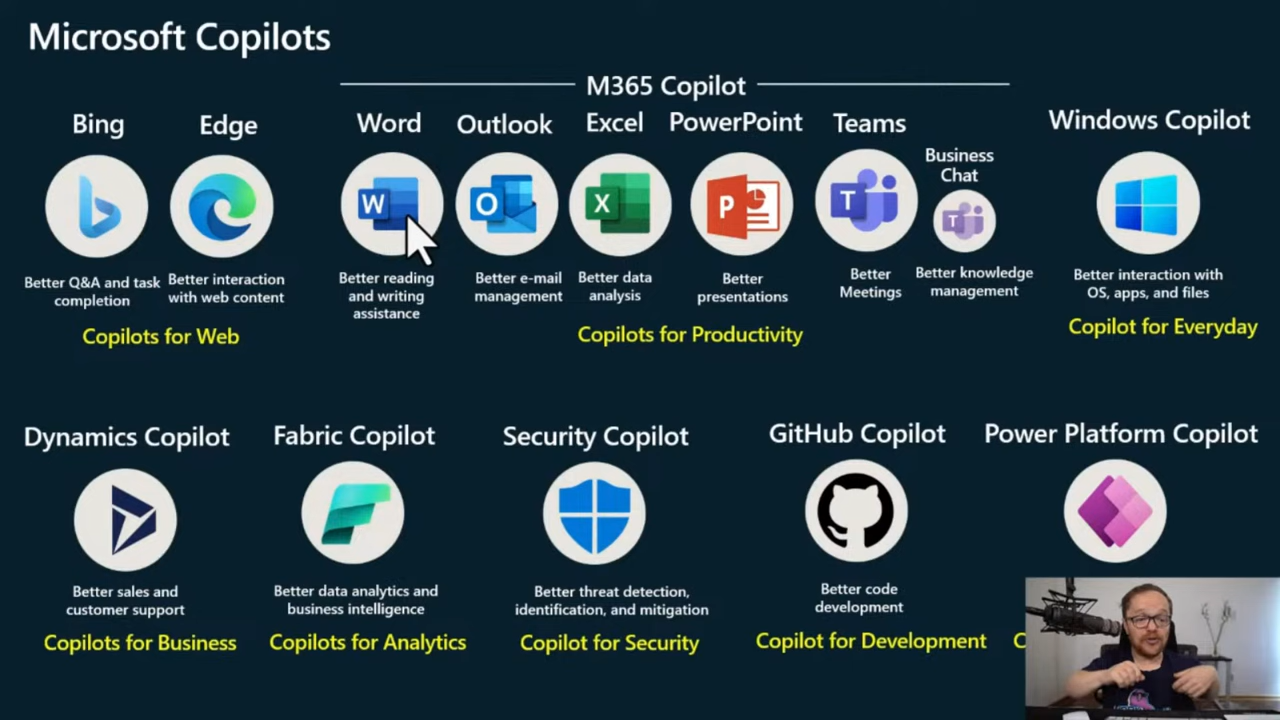 Microsoft Copilots
M365 Copilot
Bing
Edge
Word
Outlook
Excel
PowerPoint
Teams
Business
Chat
Windows Copilot
W
O
X
P
T
T
Better Q&A and task
completion
Better interaction
with web content
Better reading
and writing
assistance
Better e-mail
management
Better data
analysis
Better
presentations
Better
Meetings
Better knowledge
management
Better interaction with
OS, apps, and files
Copilots for Web
Copilots for Productivity
Copilot for Everyday
Dynamics Copilot
Fabric Copilot
Security Copilot
GitHub Copilot
Power Platform Copilot
Better sales and
customer support
Better data analytics and
business intelligence
Better threat detection,
identification, and mitigation
Better code
development
Copilots for Business
Copilots for Analytics
Copilot for Security
Copilot for Development